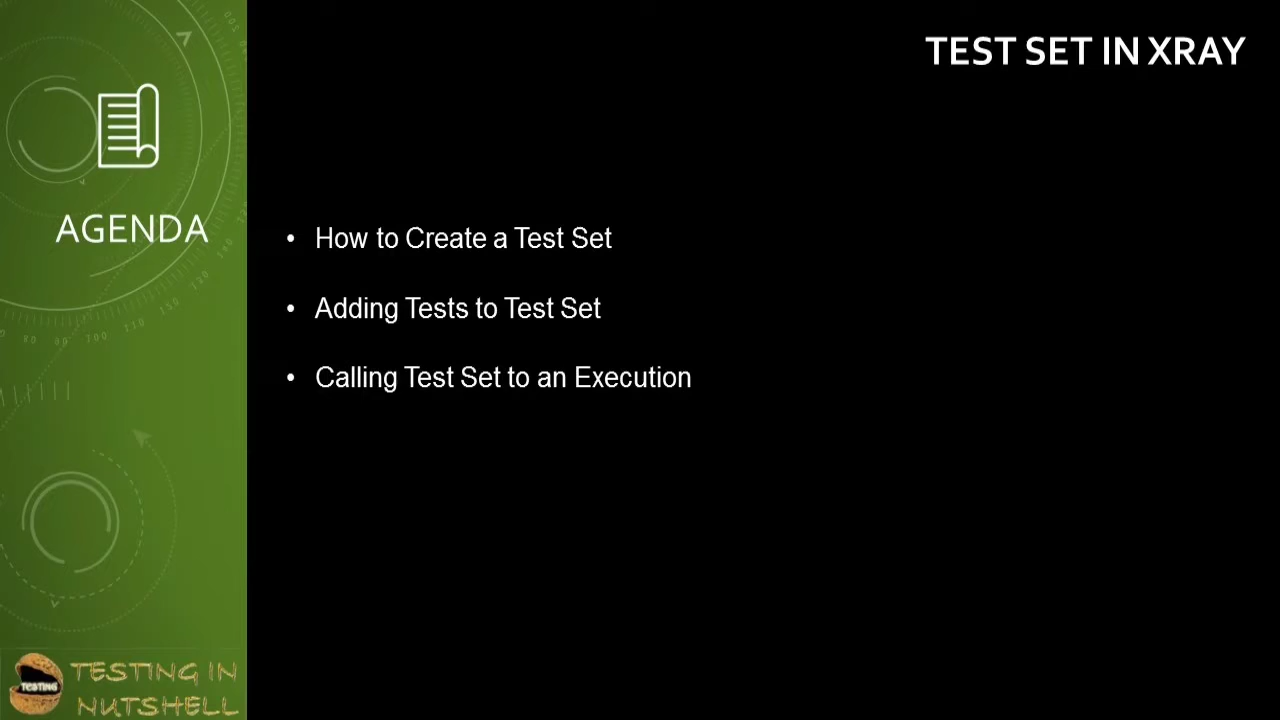 TEST SET IN XRAY
AGENDA
• How to Create a Test Set
• Adding Tests to Test Set
• Calling Test Set to an Execution
TESTING
TESTING IN
NUTSHELL